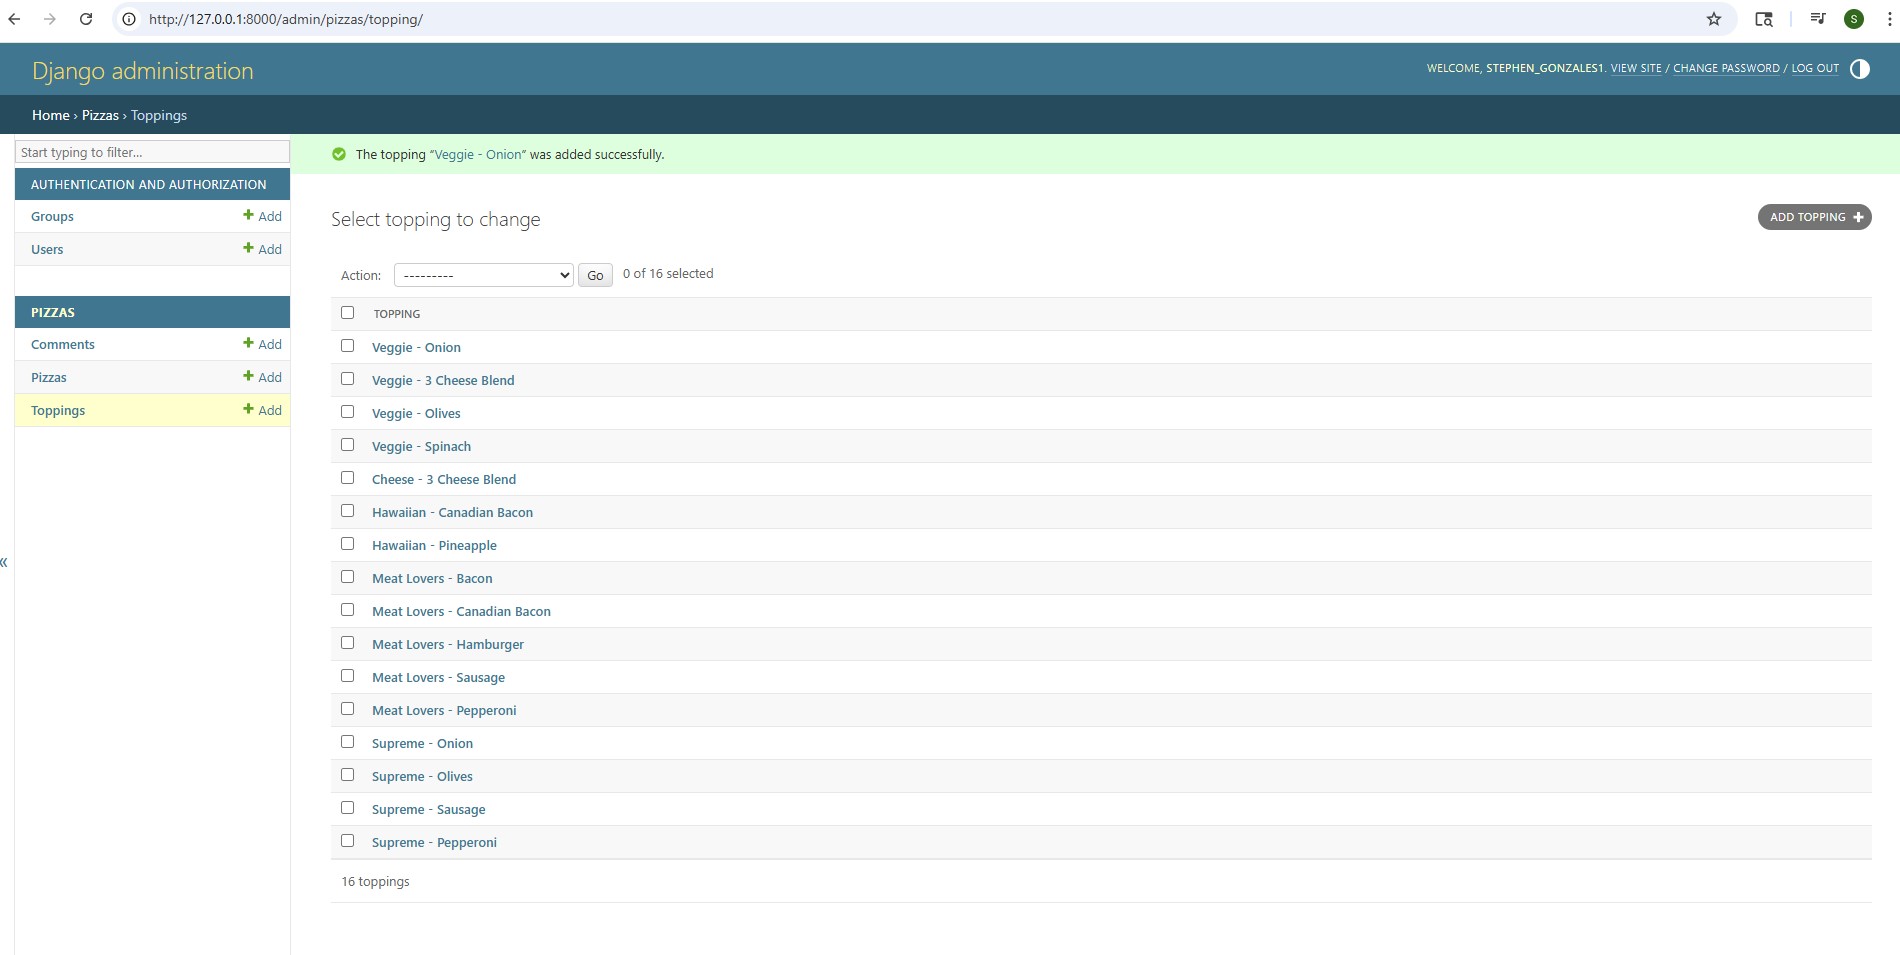 http://127.0.0.1:8000/admin/pizzas/topping/
S
Django administration
WELCOME, STEPHEN_GONZALES1. VIEW SITE / CHANGE PASSWORD / LOG OUT
Home › Pizzas › Toppings
Start typing to filter...
AUTHENTICATION AND AUTHORIZATION
Groups Add
Users Add
PIZZAS
Comments Add
Pizzas Add
Toppings Add
«
The topping “Veggie - Onion” was added successfully.
Select topping to change
ADD TOPPING
Action: --------- Go 0 of 16 selected
TOPPING
Veggie - Onion
Veggie - 3 Cheese Blend
Veggie - Olives
Veggie - Spinach
Cheese - 3 Cheese Blend
Hawaiian - Canadian Bacon
Hawaiian - Pineapple
Meat Lovers - Bacon
Meat Lovers - Canadian Bacon
Meat Lovers - Hamburger
Meat Lovers - Sausage
Meat Lovers - Pepperoni
Supreme - Onion
Supreme - Olives
Supreme - Sausage
Supreme - Pepperoni
16 toppings